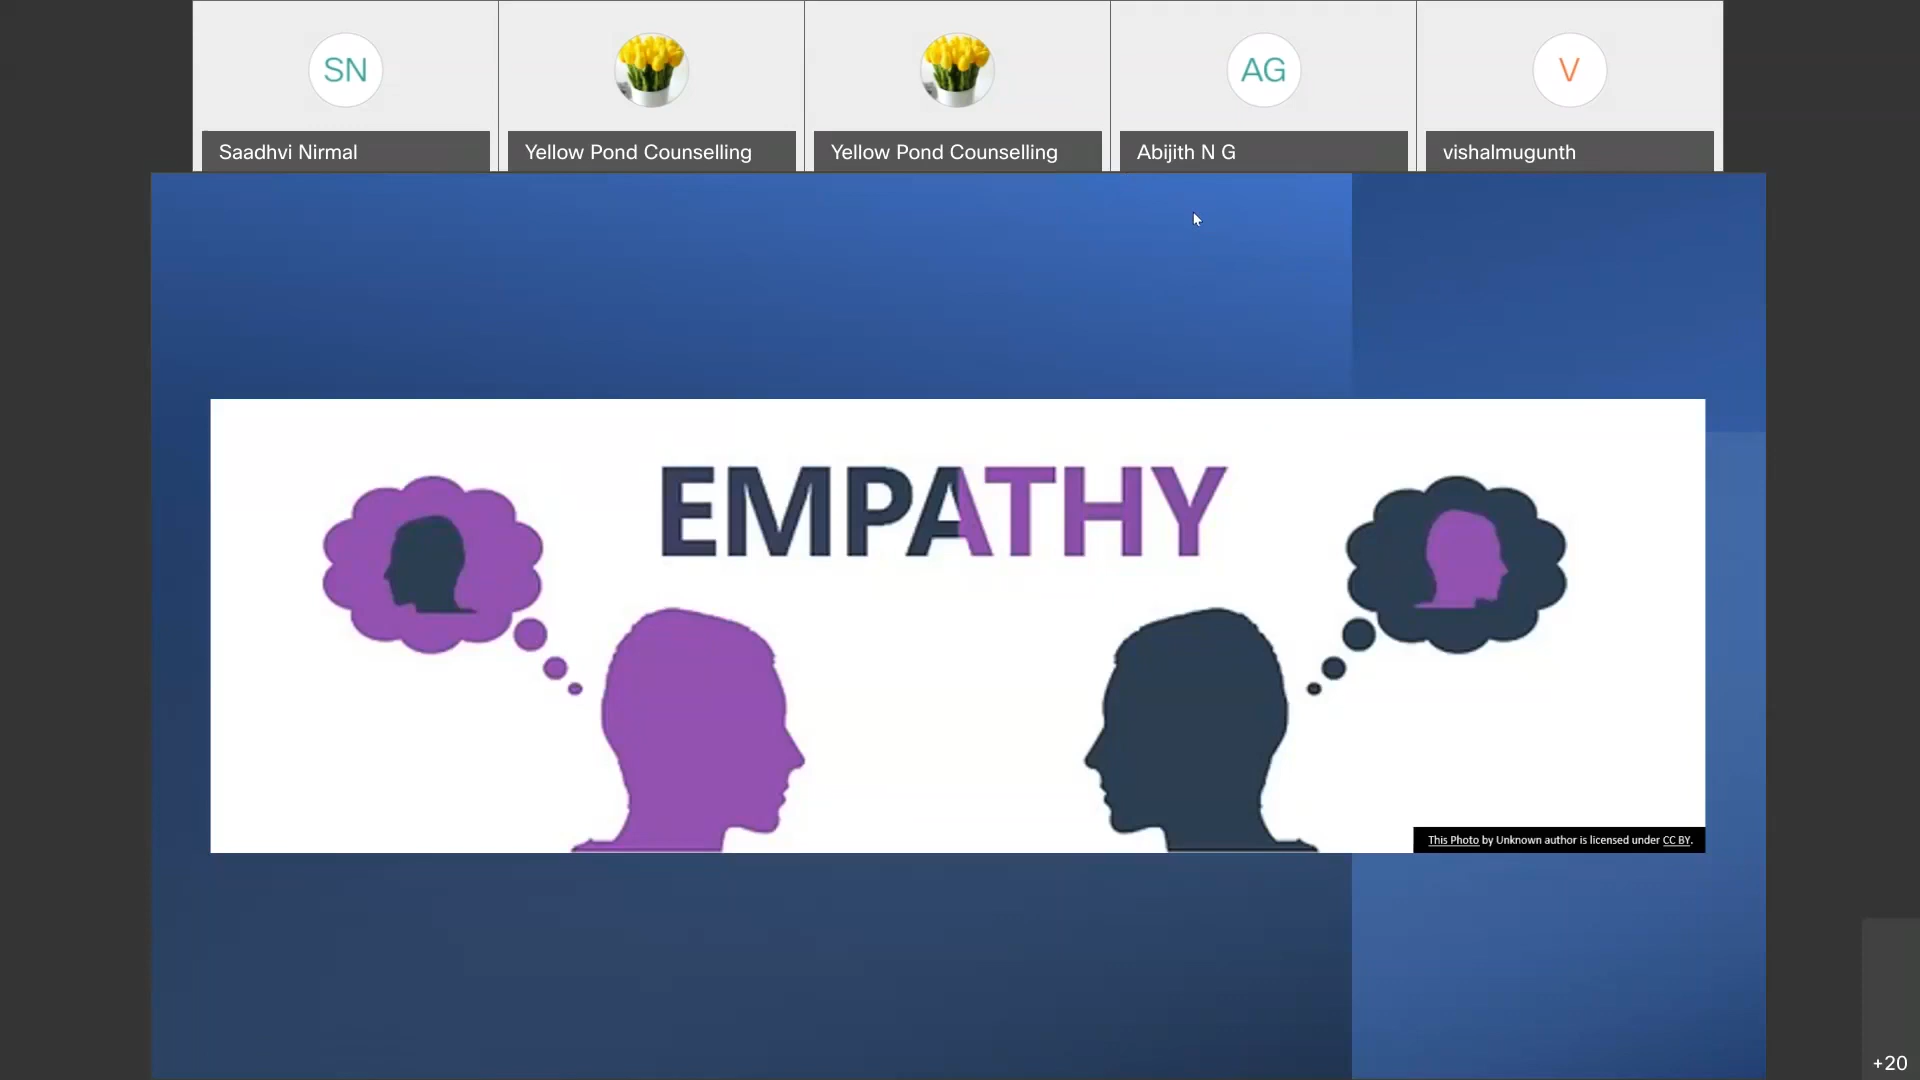 SN
AG
V
Saadhvi Nirmal
Yellow Pond Counselling
Yellow Pond Counselling
Abijith N G
vishalmugunth
EMPATHY
This Photo by Unknown author is licensed under CC BY.
+20